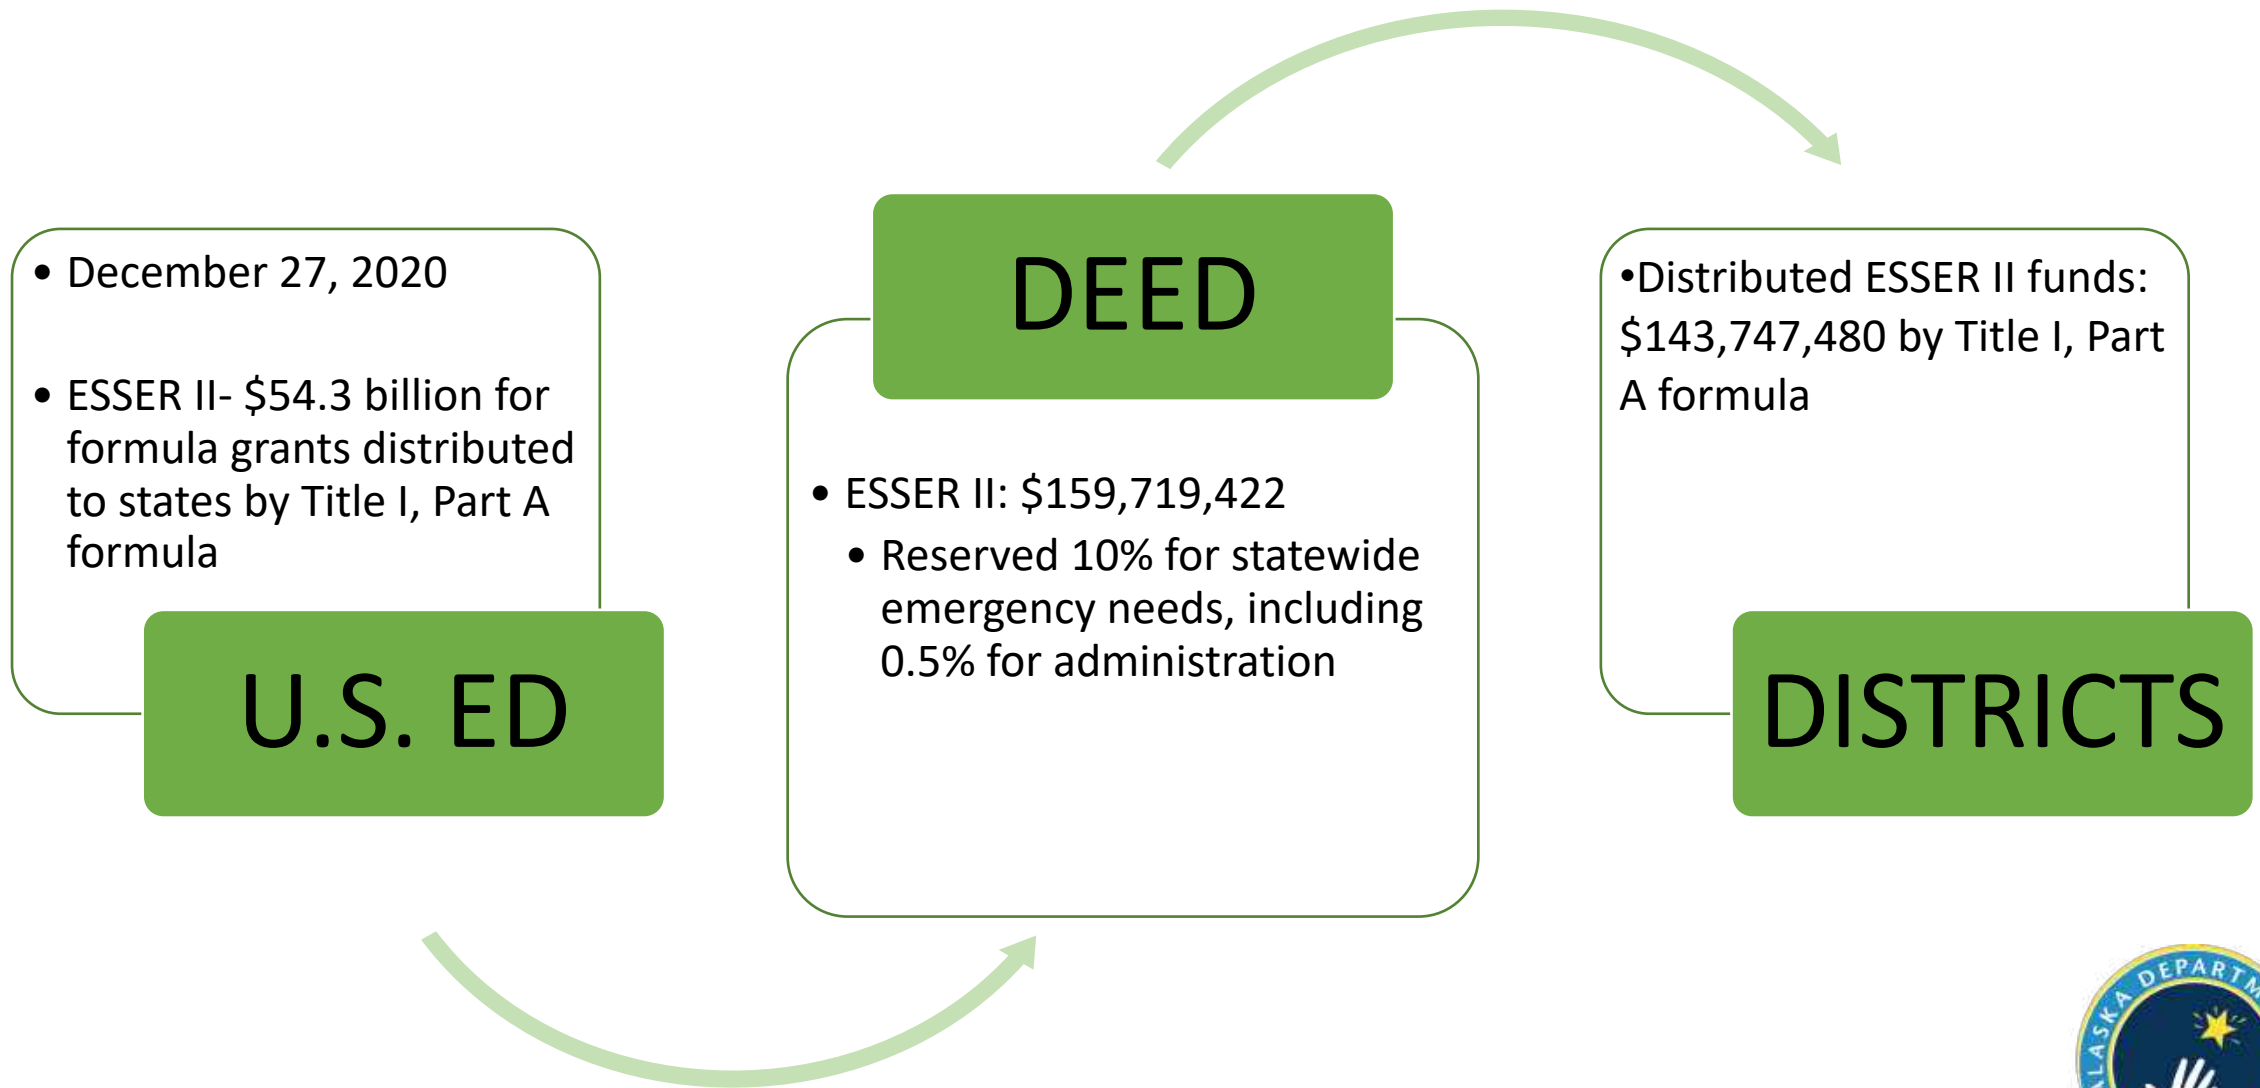 • December 27, 2020
• ESSER II- $54.3 billion for
formula grants distributed
to states by Title I, Part A
formula
U.S. ED
DEED
• ESSER II: $159,719,422
• Reserved 10% for statewide
emergency needs, including
0.5% for administration
•Distributed ESSER II funds:
$143,747,480 by Title I, Part
A formula
DISTRICTS